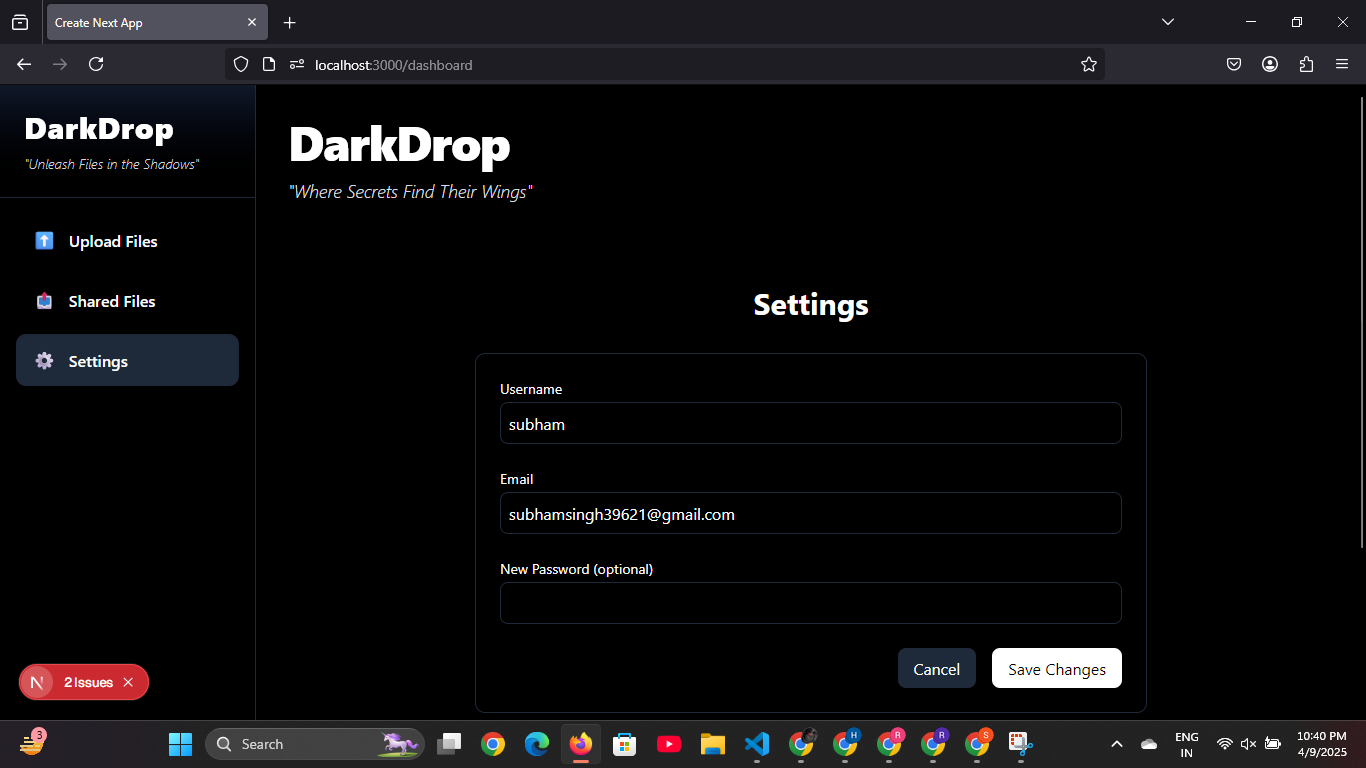 Create Next App
localhost:3000/dashboard
DarkDrop
"Unleash Files in the Shadows"
Upload Files
Shared Files
Settings
N 2 Issues
DarkDrop
"Where Secrets Find Their Wings"
Settings
Username
subham
Email
subhamsingh39621@gmail.com
New Password (optional)
Cancel
Save Changes
3
Search
H
R
R
S
ENG
IN
10:40 PM
4/9/2025